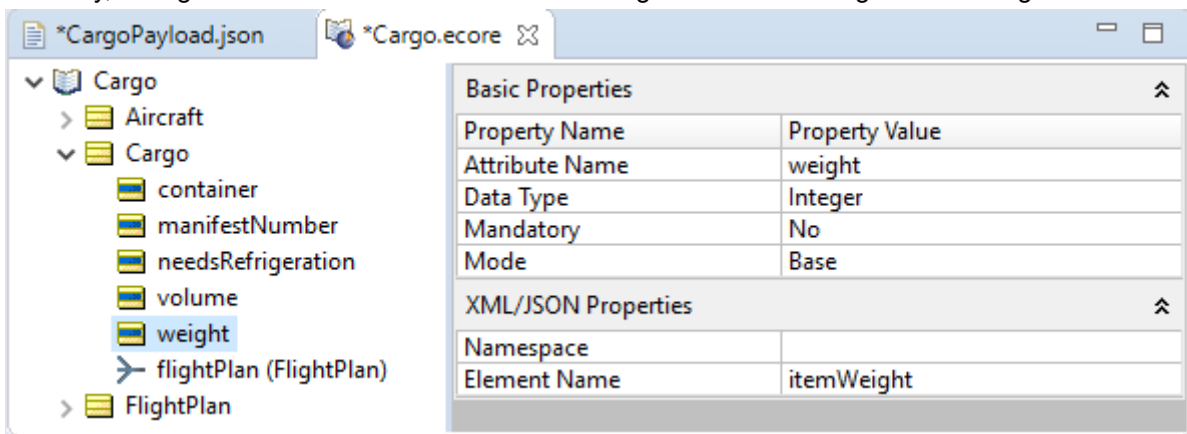 *CargoPayload.json *Cargo.ecore
Cargo
Aircraft
Cargo
container
manifestNumber
needsRefrigeration
volume
weight
flightPlan (FlightPlan)
FlightPlan
Basic Properties
Property Name Property Value
Attribute Name weight
Data Type Integer
Mandatory No
Mode Base
XML/JSON Properties
Namespace
Element Name itemWeight